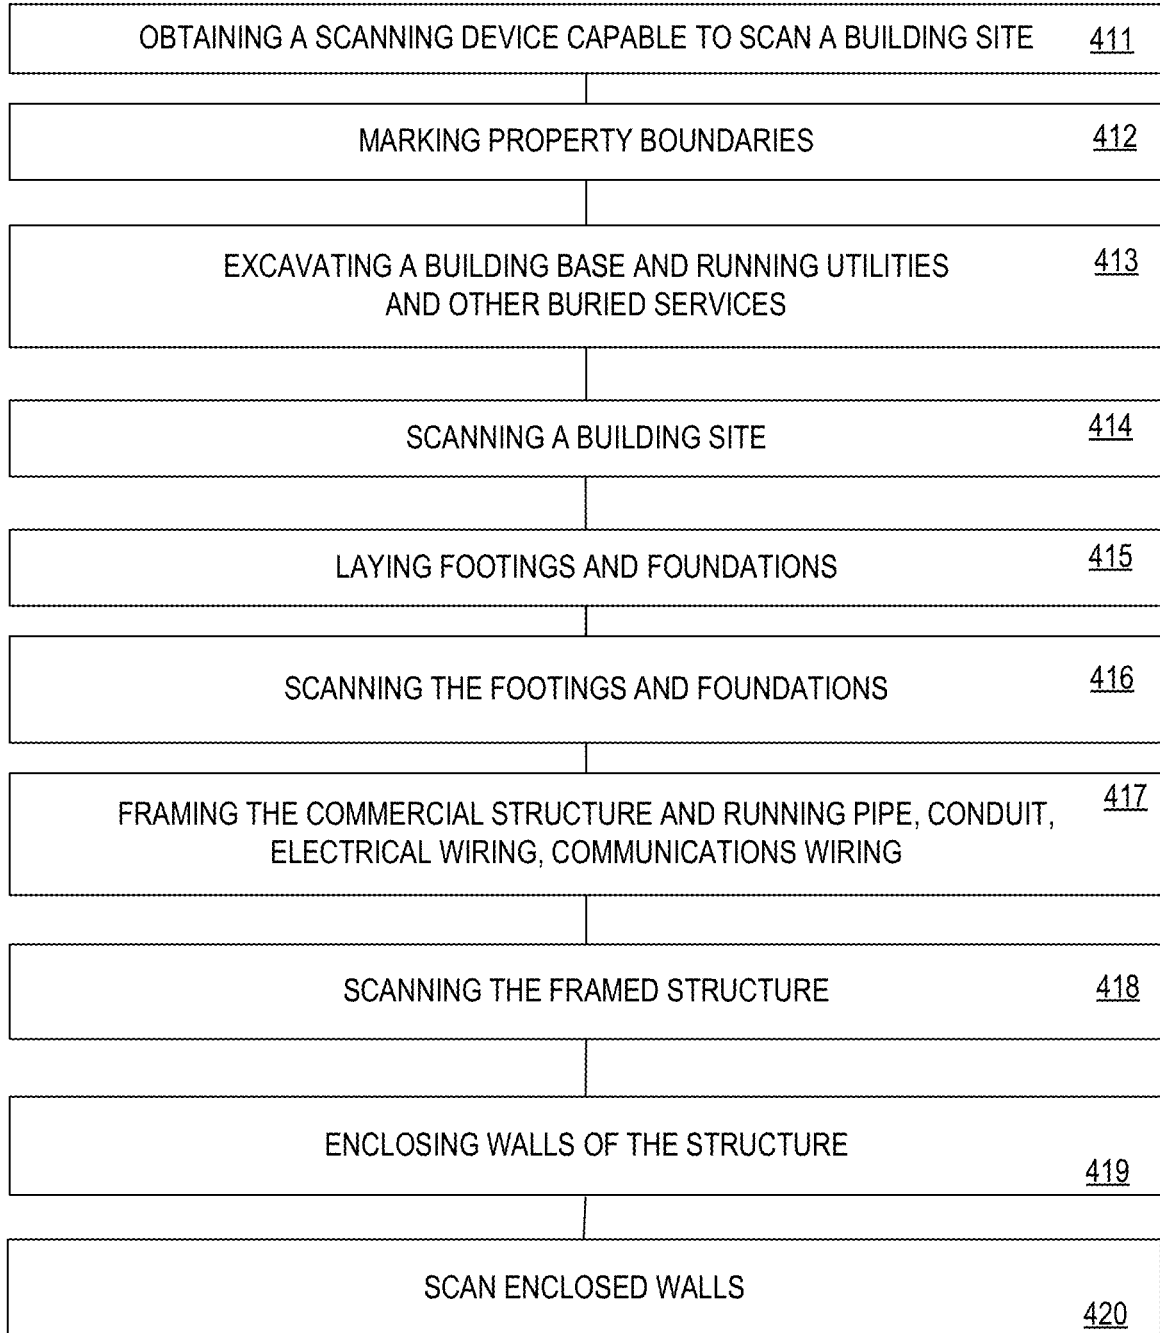 OBTAINING A SCANNING DEVICE CAPABLE TO SCAN A BUILDING SITE 411
MARKING PROPERTY BOUNDARIES 412
EXCAVATING A BUILDING BASE AND RUNNING UTILITIES 413
AND OTHER BURIED SERVICES
SCANNING A BUILDING SITE 414
LAYING FOOTINGS AND FOUNDATIONS 415
SCANNING THE FOOTINGS AND FOUNDATIONS 416
FRAMING THE COMMERCIAL STRUCTURE AND RUNNING PIPE, CONDUIT, 417
ELECTRICAL WIRING, COMMUNICATIONS WIRING
SCANNING THE FRAMED STRUCTURE 418
ENCLOSING WALLS OF THE STRUCTURE
419
SCAN ENCLOSED WALLS
420